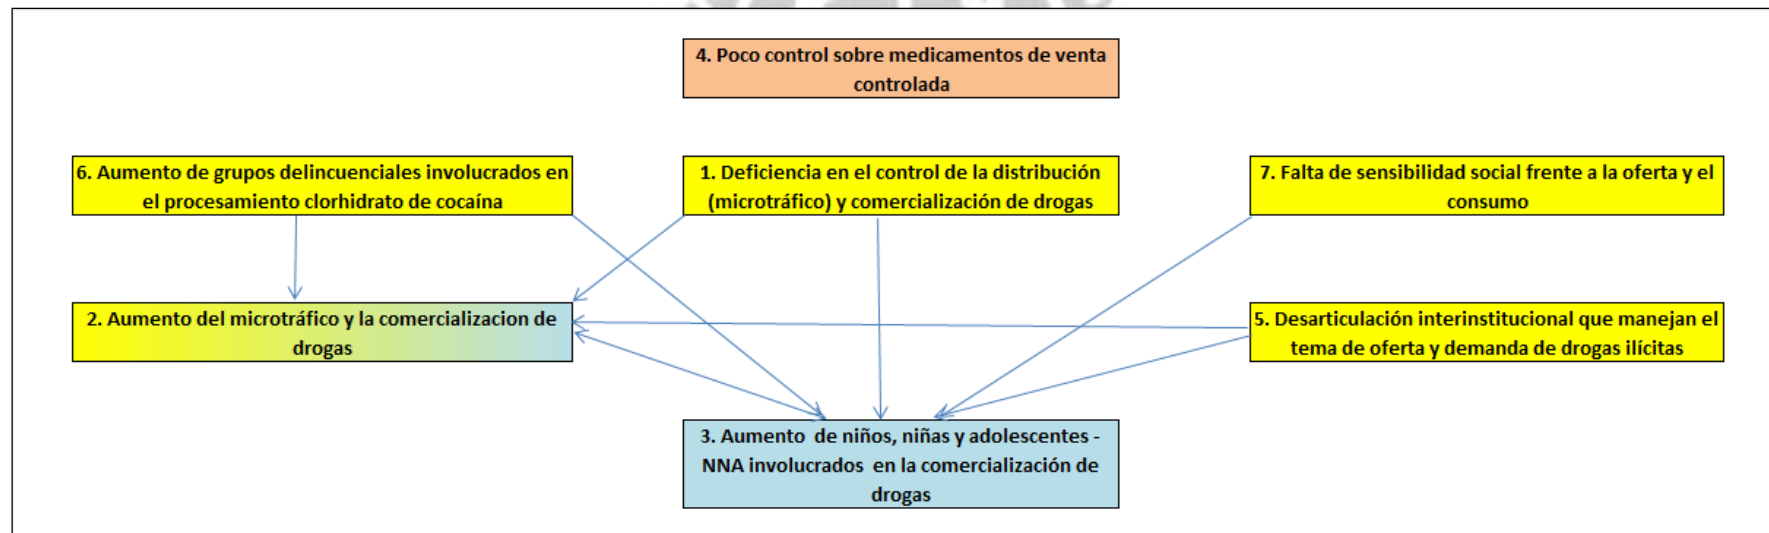 4. Poco control sobre medicamentos de venta
controlada
6. Aumento de grupos delincuenciales involucrados en
el procesamiento clorhidrato de cocaína
1. Deficiencia en el control de la distribución
(microtráfico) y comercialización de drogas
7. Falta de sensibilidad social frente a la oferta y el
consumo
2. Aumento del microtráfico y la comercializacion de
drogas
5. Desarticulación interinstitucional que manejan el
tema de oferta y demanda de drogas ilícitas
3. Aumento de niños, niñas y adolescentes -
NNA involucrados en la comercialización de
drogas